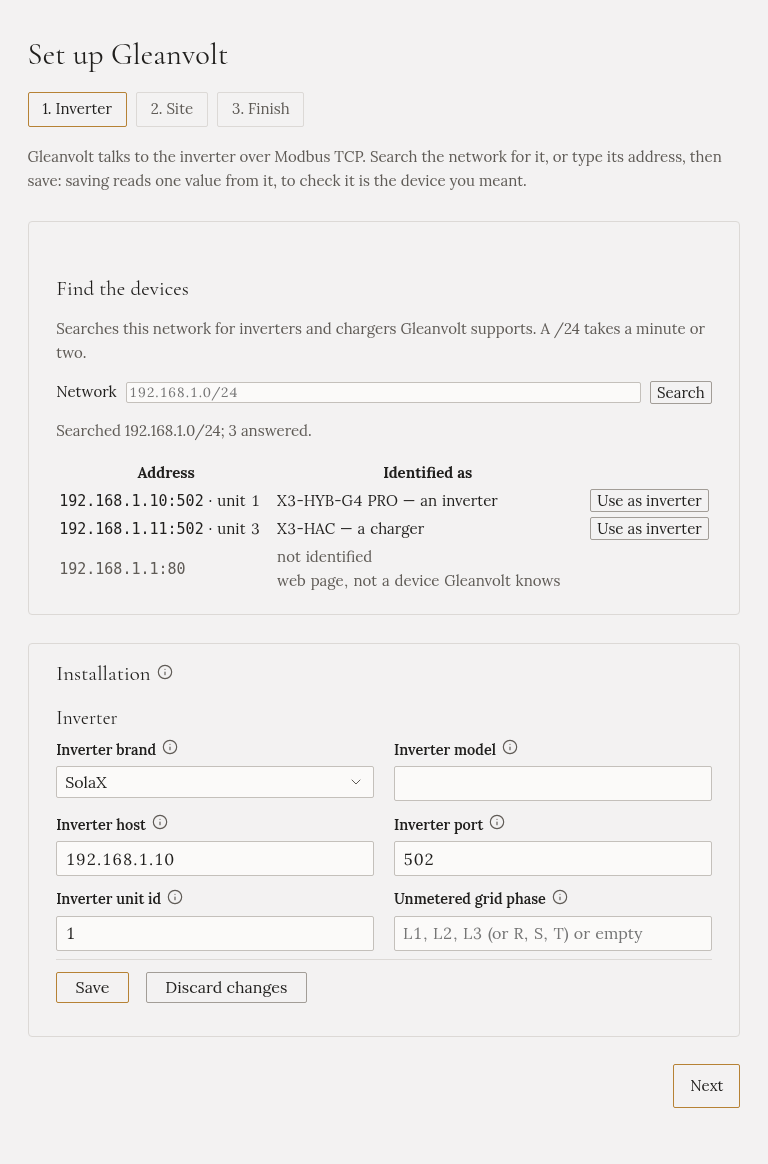 Set up Gleanvolt
1. Inverter 2. Site 3. Finish
Gleanvolt talks to the inverter over Modbus TCP. Search the network for it, or type its address, then
save: saving reads one value from it, to check it is the device you meant.
Find the devices
Searches this network for inverters and chargers Gleanvolt supports. A /24 takes a minute or
two.
Network 192.168.1.0/24 Search
Searched 192.168.1.0/24; 3 answered.
Address Identified as
192.168.1.10:502 · unit 1 X3-HYB-G4 PRO — an inverter Use as inverter
192.168.1.11:502 · unit 3 X3-HAC — a charger Use as inverter
192.168.1.1:80 not identified
web page, not a device Gleanvolt knows
Installation
Inverter
Inverter brand Inverter model
SolaX
Inverter host Inverter port
192.168.1.10 502
Inverter unit id Unmetered grid phase
1 L1, L2, L3 (or R, S, T) or empty
Save Discard changes
Next